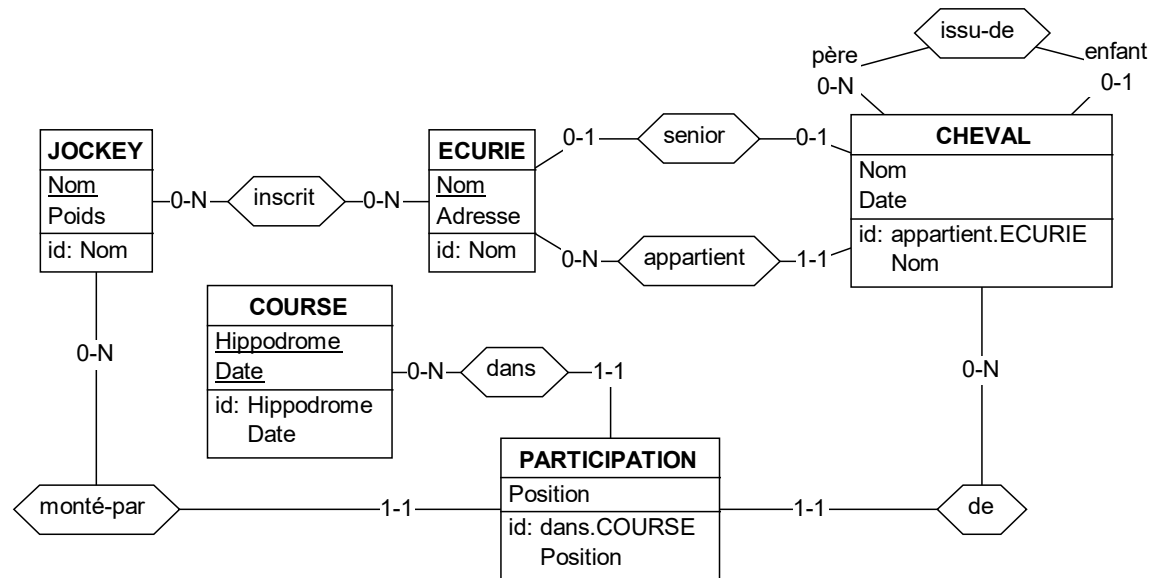 issu-de
père
enfant
0-N
0-1
JOCKEY
Nom
Poids
id: Nom
0-N
inscrit
0-N
ECURIE
Nom
Adresse
id: Nom
0-1
senior
0-1
0-N
appartient
1-1
CHEVAL
Nom
Date
id: appartient.ECURIE
Nom
COURSE
Hippodrome
Date
id: Hippodrome
Date
0-N
dans
1-1
0-N
0-N
PARTICIPATION
Position
id: dans.COURSE
Position
monté-par
1-1
1-1
de